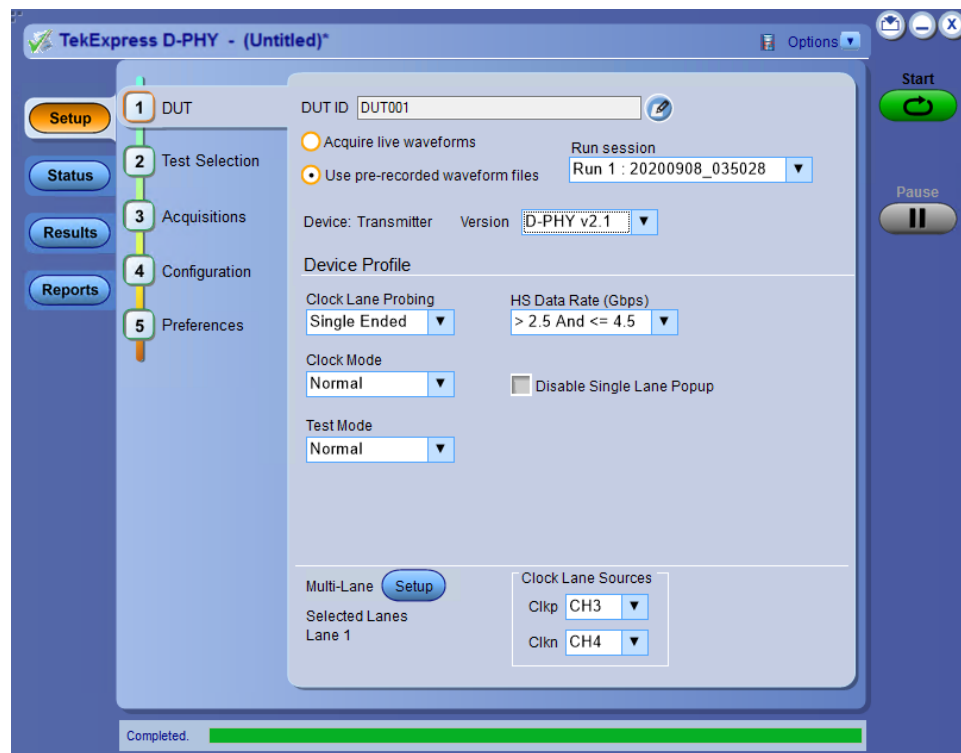 TekExpress D-PHY - (Untitled)*
Options
Start
Pause
Setup
Status
Results
Reports
1 DUT
2 Test Selection
3 Acquisitions
4 Configuration
5 Preferences
DUT ID DUT001
Acquire live waveforms
Use pre-recorded waveform files
Run session
Run 1 : 20200908_035028
Device: Transmitter Version D-PHY v2.1
Device Profile
Clock Lane Probing
Single Ended
HS Data Rate (Gbps)
> 2.5 And <= 4.5
Clock Mode
Normal
Disable Single Lane Popup
Test Mode
Normal
Multi-Lane Setup
Selected Lanes
Lane 1
Clock Lane Sources
Clkp CH3
Clkn CH4
Completed.